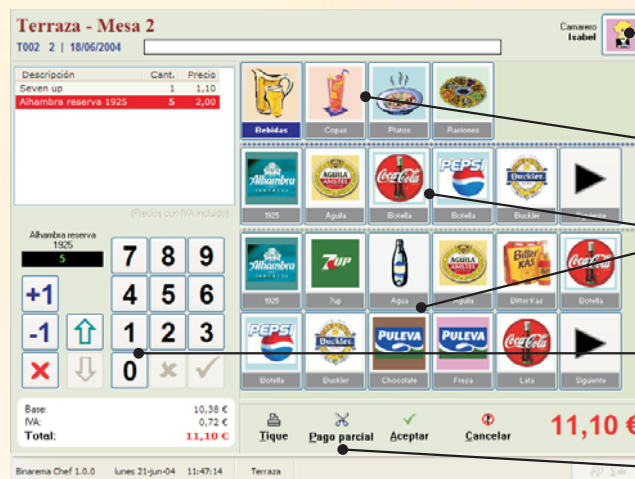 Terraza - Mesa 2
T002 2 | 18/06/2004
Camarero
Isabel
Descripción Cant. Precio
Seven up 1 1,10
Alhambra reserva 1925 5 2,00
(Precios con IVA incluido)
Bebidas Copas Platos Raciones
Alhambra
AGUILA
AMSTEL
Coca-Cola
PEPSI
Buckler
1925 Aguila Botella Botella Buckler Siguiente
Alhambra reserva
1925
5
7 8 9
+1 4 5 6
-1 1 2 3
0
Alhambra
7UP
AGUILA
AMSTEL
Bitter
KAS
Coca-Cola
1925 7up Agua Aguila Bitter Kas Botella
PEPSI
Buckler
PULEVA
PULEVA
Coca-Cola
Botella Buckler Chocolate Freza Lata Siguiente
Base: 10,38 €
IVA: 0,72 €
Total: 11,10 €
Tique Pago parcial Aceptar Cancelar 11,10 €
Binarema Chef 1.0.0 lunes 21-jun-04 11:47:14 Terraza